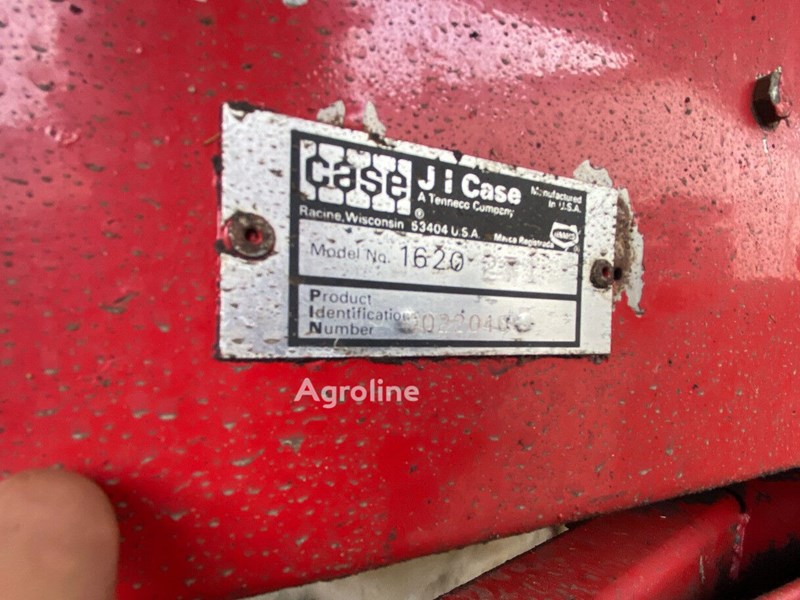 case
J I Case
A Tenneco Company
Manufactured
in U.S.A.
®
Racine, Wisconsin 53404 U.S.A.
Marca Registrada
®
Model No. 1620
Product
Identification
Number
Agroline